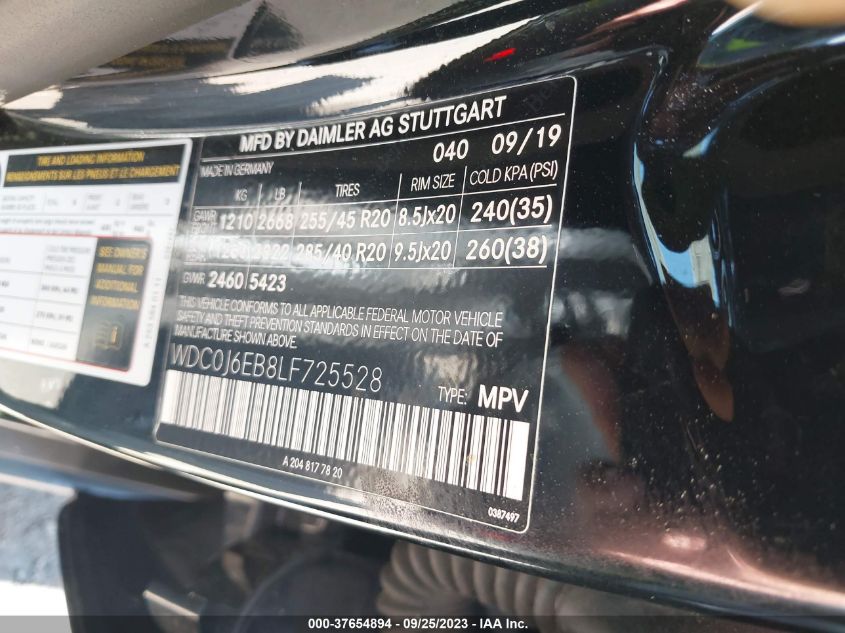 MFD BY DAIMLER AG STUTTGART
MADE IN GERMANY 040 09/19
KG LB TIRES RIM SIZE COLD KPA (PSI)
GAWR 1210 2668 255/45 R20 8.5Jx20 240(35)
285/40 R20 9.5Jx20 260(38)
GVWR 2460 5423
THIS VEHICLE CONFORMS TO ALL APPLICABLE FEDERAL MOTOR VEHICLE
SAFETY AND THEFT PREVENTION STANDARDS IN EFFECT ON THE DATE OF
MANUFACTURE SHOWN ABOVE.
WDC0J6EB8LF725528
TYPE: MPV
A 204 817 78 20
0387497
TIRE AND LOADING INFORMATION
RENSEIGNEMENTS SUR LES PNEUS ET LE CHARGEMENT
SEE OWNER'S
MANUAL FOR
ADDITIONAL
INFORMATION
000-37654894 - 09/25/2023 - IAA Inc.